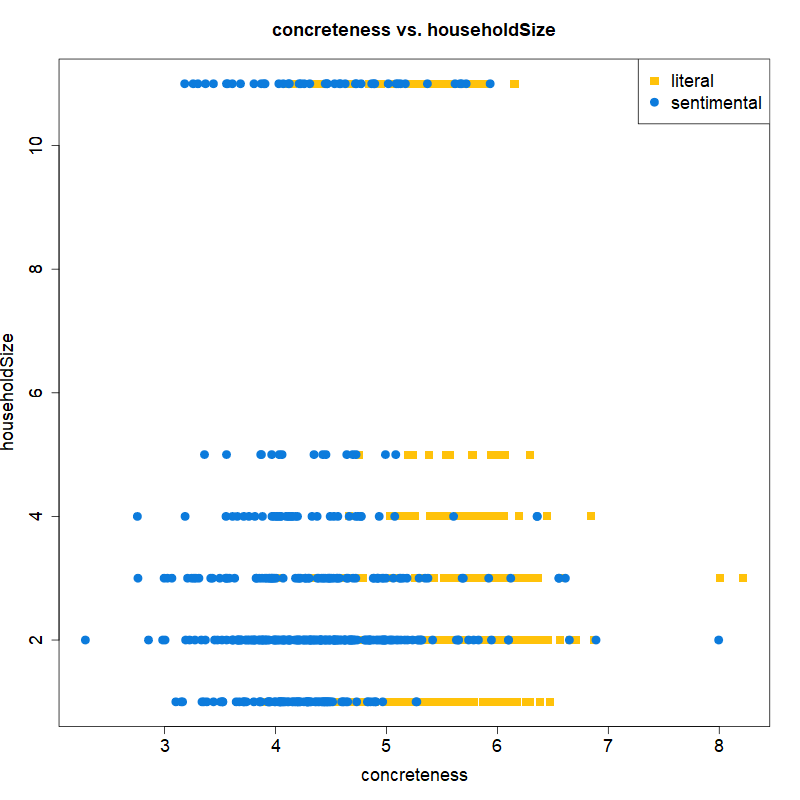 concreteness vs. householdSize
literal
sentimental
householdSize
10
8
6
4
2
3
4
5
6
7
8
concreteness